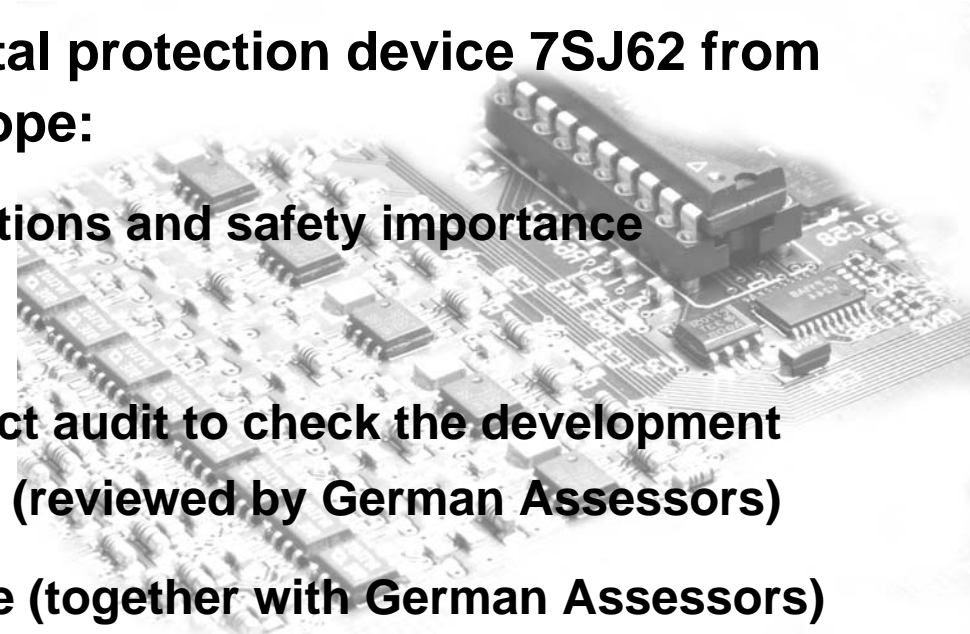 tal protection device 7SJ62 from
ope:
tions and safety importance
ct audit to check the development
(reviewed by German Assessors)
e (together with German Assessors)